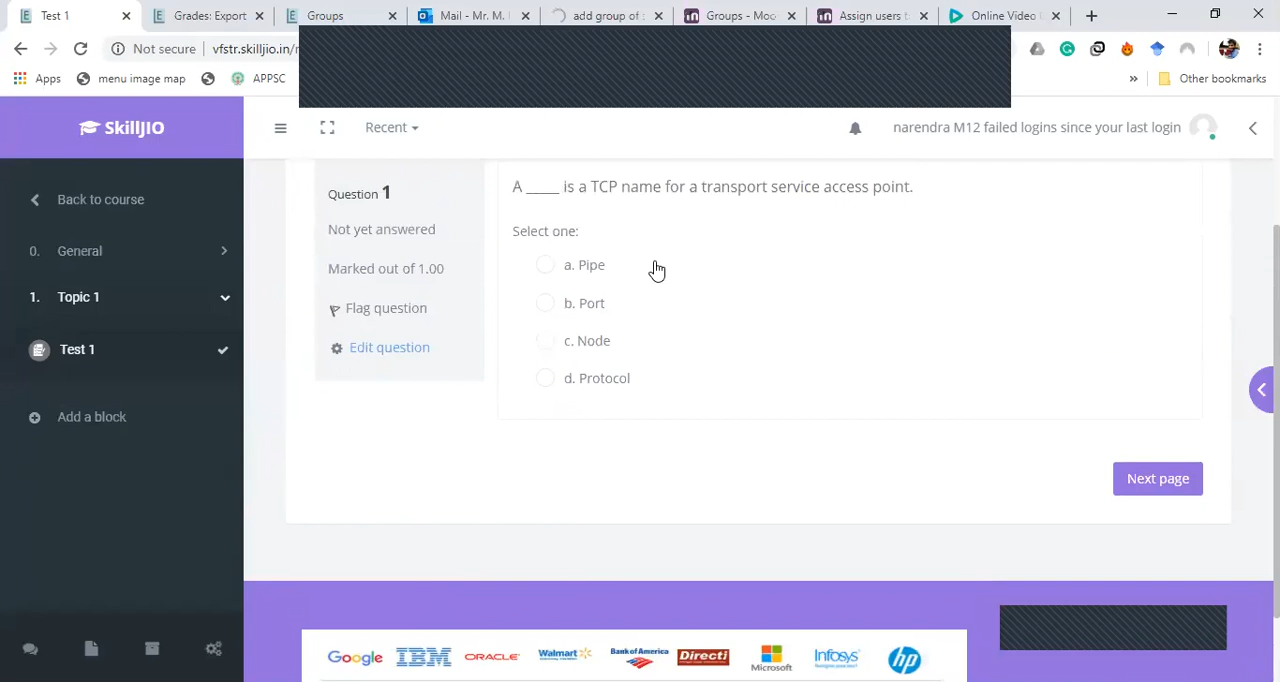 Test 1
Grades: Export
Groups
Mail - Mr. M.
add group of s
Groups - Moo
Assign users t
Online Video
Not secure
vfstr.skilljio.in/
Apps
menu image map
APPSC
Other bookmarks
SkillJIO
Recent
narendra M12 failed logins since your last login
Back to course
0. General
1. Topic 1
Test 1
Add a block
Question 1
Not yet answered
Marked out of 1.00
Flag question
Edit question
A _____ is a TCP name for a transport service access point.
Select one:
a. Pipe
b. Port
c. Node
d. Protocol
Next page
Google
IBM
ORACLE
Walmart
Bank of America
Directi
Microsoft
Infosys
hp